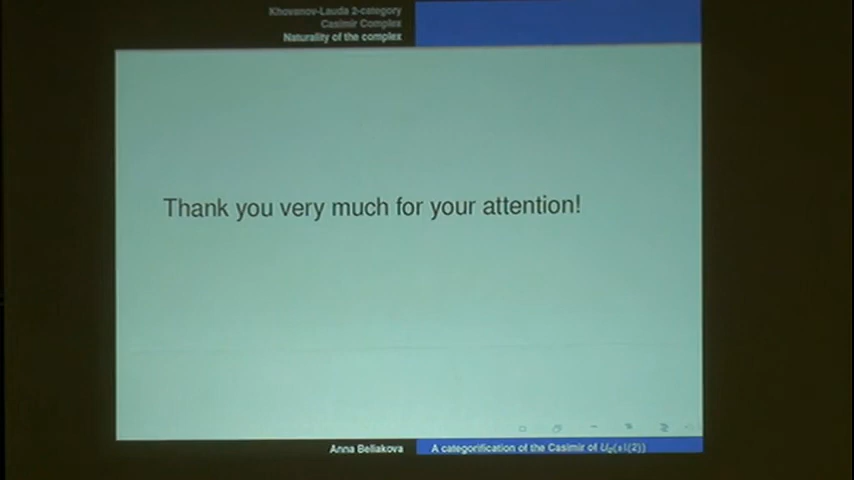 Khovanov-Lauda 2-category
Casimir Complex
Naturality of the complex
Thank you very much for your attention!
Anna Beliakova
A categorification of the Casimir of U_q(sl(2))